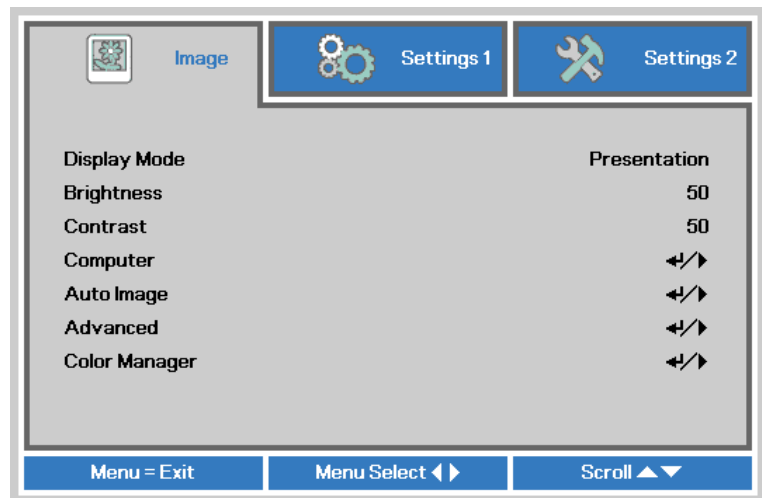 Image
Settings 1
Settings 2
Display Mode Presentation
Brightness 50
Contrast 50
Computer ↵/▶
Auto Image ↵/▶
Advanced ↵/▶
Color Manager ↵/▶
Menu = Exit
Menu Select ◀▶
Scroll ▲▼